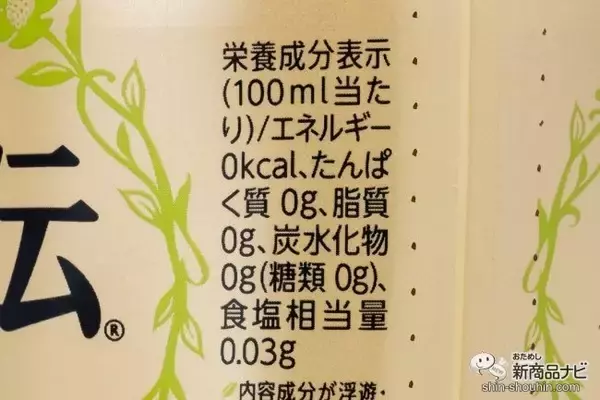 栄養成分表示
(100ml当た
り)/エネルギー
0kcal、たんぱ
く質 0g、脂質
0g、炭水化物
0g(糖類 0g)、
食塩相当量
0.03g
内容成分が浮遊・
伝®
おためし
新商品ナビ
shin-shouhin.com